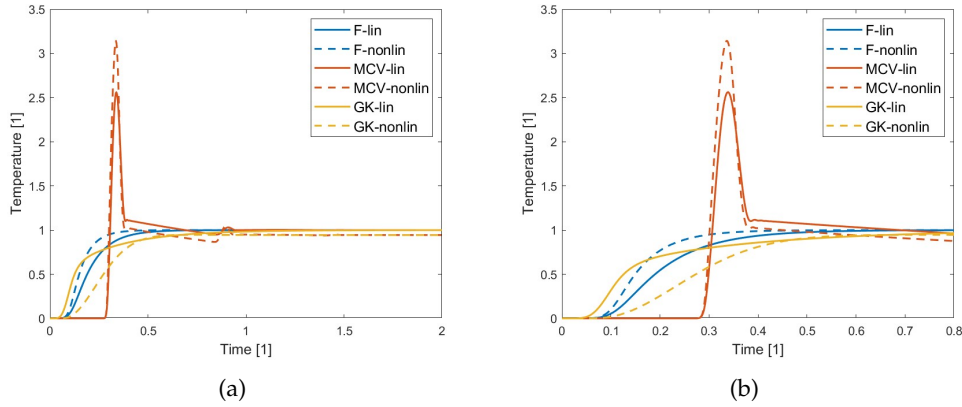 3.5
3
2.5
2
1.5
1
0.5
0
Temperature [1]
0
0.5
1
1.5
2
Time [1]
F-lin
F-nonlin
MCV-lin
MCV-nonlin
GK-lin
GK-nonlin
(a)
3.5
3
2.5
2
1.5
1
0.5
0
Temperature [1]
0
0.1
0.2
0.3
0.4
0.5
0.6
0.7
0.8
Time [1]
F-lin
F-nonlin
MCV-lin
MCV-nonlin
GK-lin
GK-nonlin
(b)